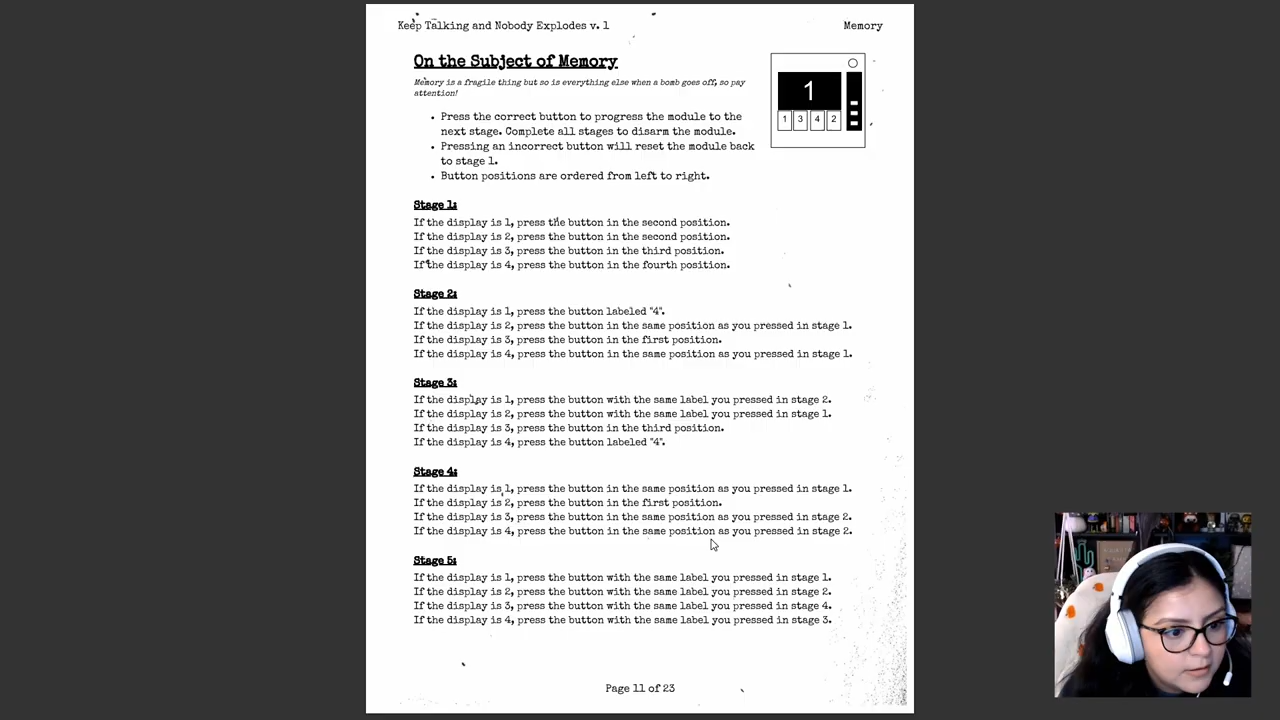 Keep Talking and Nobody Explodes v. 1
Memory
On the Subject of Memory
Memory is a fragile thing but so is everything else when a bomb goes off, so pay
attention!
1
1 3 4 2
• Press the correct button to progress the module to the
next stage. Complete all stages to disarm the module.
• Pressing an incorrect button will reset the module back
to stage 1.
• Button positions are ordered from left to right.
Stage 1:
If the display is 1, press the button in the second position.
If the display is 2, press the button in the second position.
If the display is 3, press the button in the third position.
If the display is 4, press the button in the fourth position.
Stage 2:
If the display is 1, press the button labeled "4".
If the display is 2, press the button in the same position as you pressed in stage 1.
If the display is 3, press the button in the first position.
If the display is 4, press the button in the same position as you pressed in stage 1.
Stage 3:
If the display is 1, press the button with the same label you pressed in stage 2.
If the display is 2, press the button with the same label you pressed in stage 1.
If the display is 3, press the button in the third position.
If the display is 4, press the button labeled "4".
Stage 4:
If the display is 1, press the button in the same position as you pressed in stage 1.
If the display is 2, press the button in the first position.
If the display is 3, press the button in the same position as you pressed in stage 2.
If the display is 4, press the button in the same position as you pressed in stage 2.
Stage 5:
If the display is 1, press the button with the same label you pressed in stage 1.
If the display is 2, press the button with the same label you pressed in stage 2.
If the display is 3, press the button with the same label you pressed in stage 4.
If the display is 4, press the button with the same label you pressed in stage 3.
Page 11 of 23